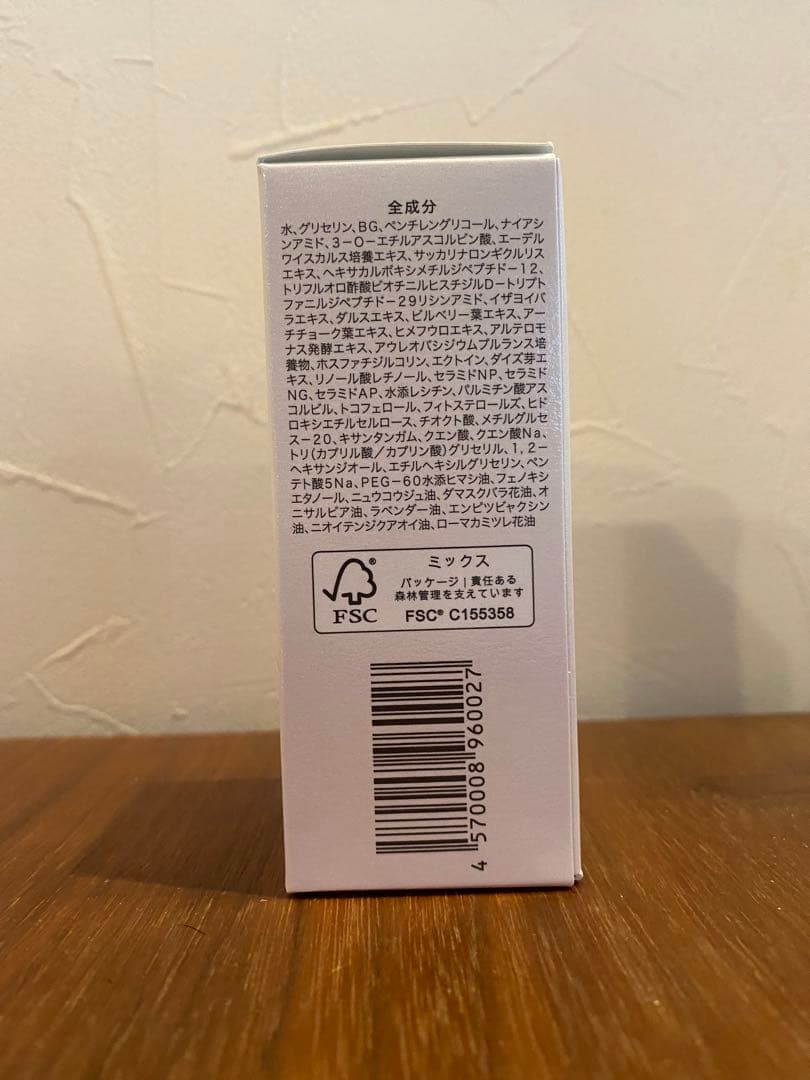 全成分
水、グリセリン、BG、ペンチレングリコール、ナイアシ
ンアミド、3-O-エチルアスコルビン酸、エーデル
ワイスカルス培養エキス、サッカリナロンギクルリス
エキス、ヘキサカルボキシメチルジペプチド-12、
トリフルオロ酢酸ビオチニルヒスチジルD-トリプト
ファニルジペプチド-29リシンアミド、イザヨイバ
ラエキス、ダルスエキス、ビルベリー葉エキス、アー
チチョーク葉エキス、ヒメフウロエキス、アルテロモ
ナス発酵エキス、アウレオバシジウムプルランス培
養物、ホスファチジルコリン、エクトイン、ダイズ芽エ
キス、リノール酸レチノール、セラミドNP、セラミド
NG、セラミドAP、水添レシチン、パルミチン酸アス
コルビル、トコフェロール、フィトステロールズ、ヒド
ロキシエチルセルロース、チオクト酸、メチルグルセ
ス-20、キサンタンガム、クエン酸、クエン酸Na、
トリ(カプリル酸/カプリン酸)グリセリル、1,2-
ヘキサンジオール、エチルヘキシルグリセリン、ペン
テト酸5Na、PEG-60水添ヒマシ油、フェノキシ
エタノール、ニュウコウジュ油、ダマスクバラ花油、オ
ニサルビア油、ラベンダー油、エンピツビャクシン
油、ニオイテンジクアオイ油、ローマカミツレ花油
FSC
ミックス
パッケージ|責任ある
森林管理を支えています
FSC® C155358
4 570008 960027